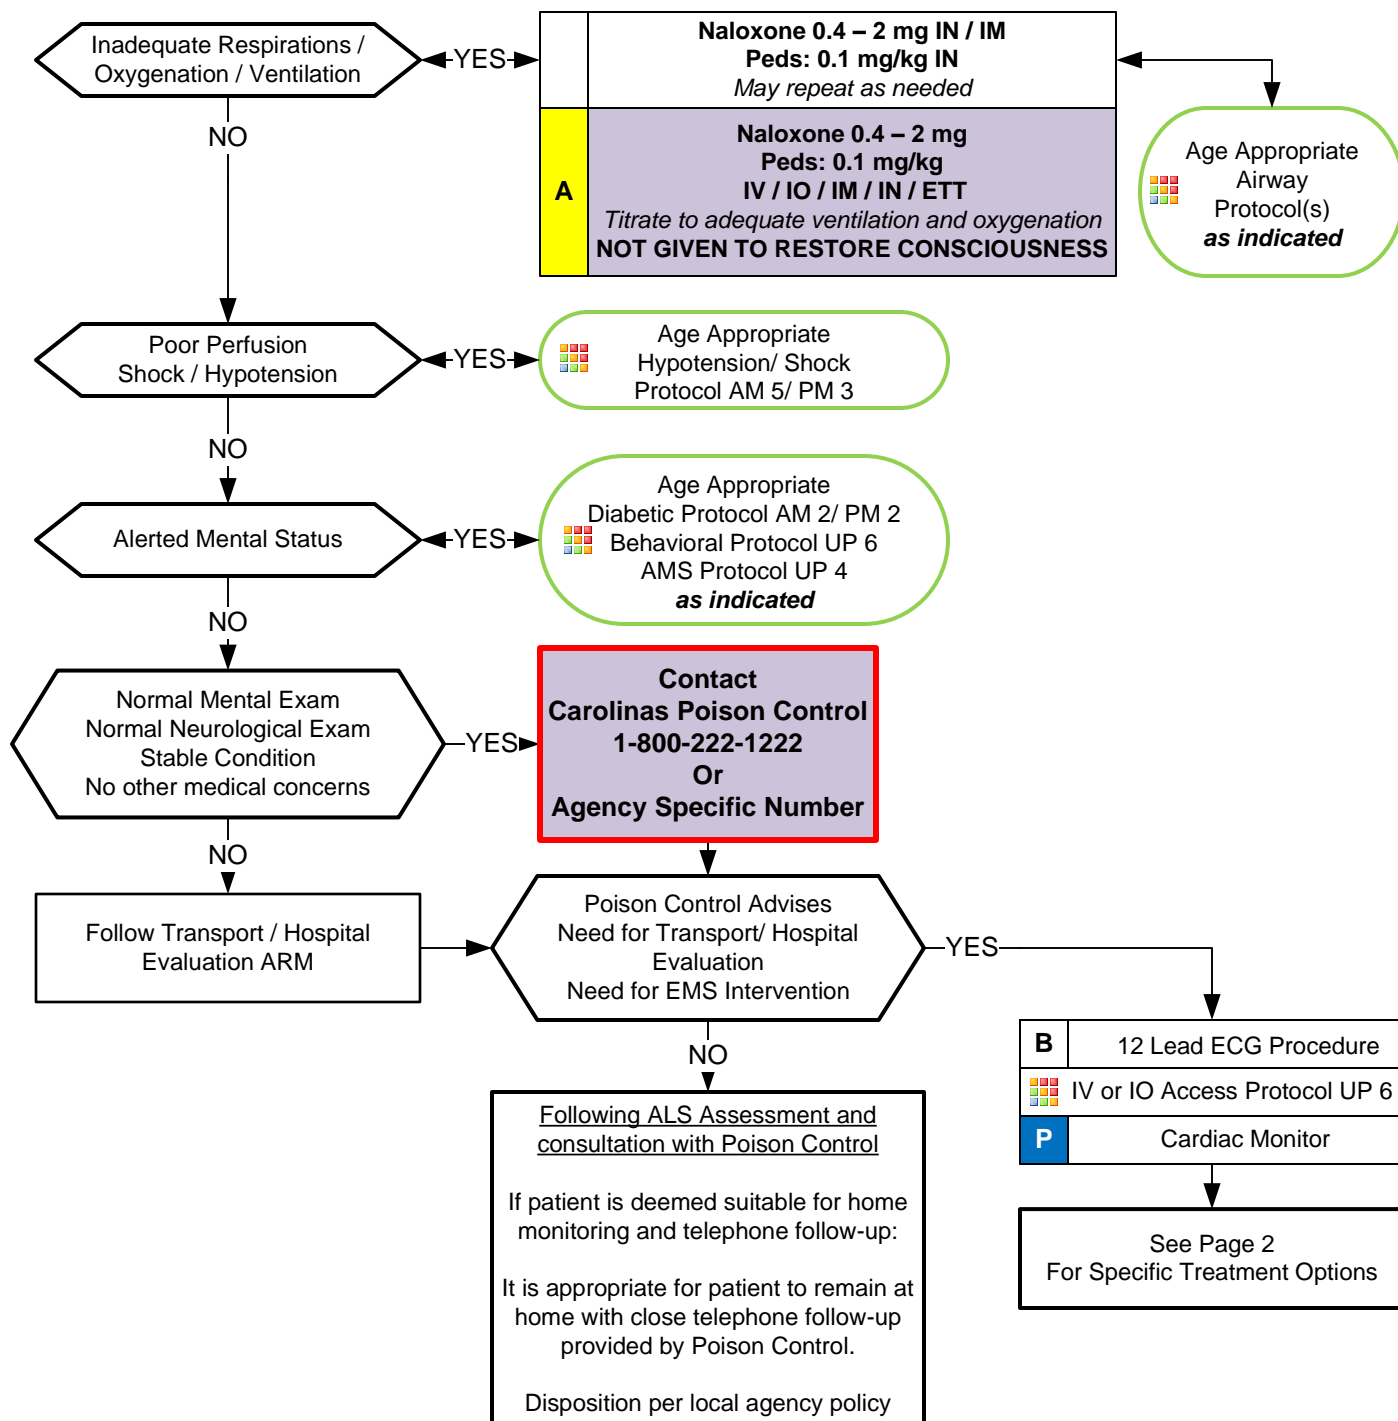 Inadequate Respirations /
Oxygenation / Ventilation
YES
Naloxone 0.4 – 2 mg IN / IM
Peds: 0.1 mg/kg IN
May repeat as needed
A
Naloxone 0.4 – 2 mg
Peds: 0.1 mg/kg
IV / IO / IM / IN / ETT
Titrate to adequate ventilation and oxygenation
NOT GIVEN TO RESTORE CONSCIOUSNESS
Age Appropriate
Airway
Protocol(s)
as indicated
NO
Poor Perfusion
Shock / Hypotension
YES
Age Appropriate
Hypotension/ Shock
Protocol AM 5/ PM 3
NO
Alerted Mental Status
YES
Age Appropriate
Diabetic Protocol AM 2/ PM 2
Behavioral Protocol UP 6
AMS Protocol UP 4
as indicated
NO
Normal Mental Exam
Normal Neurological Exam
Stable Condition
No other medical concerns
YES
Contact
Carolinas Poison Control
1-800-222-1222
Or
Agency Specific Number
NO
Follow Transport / Hospital
Evaluation ARM
Poison Control Advises
Need for Transport/ Hospital
Evaluation
Need for EMS Intervention
YES
B
12 Lead ECG Procedure
IV or IO Access Protocol UP 6
P
Cardiac Monitor
See Page 2
For Specific Treatment Options
NO
Following ALS Assessment and
consultation with Poison Control
If patient is deemed suitable for home
monitoring and telephone follow-up:
It is appropriate for patient to remain at
home with close telephone follow-up
provided by Poison Control.
Disposition per local agency policy